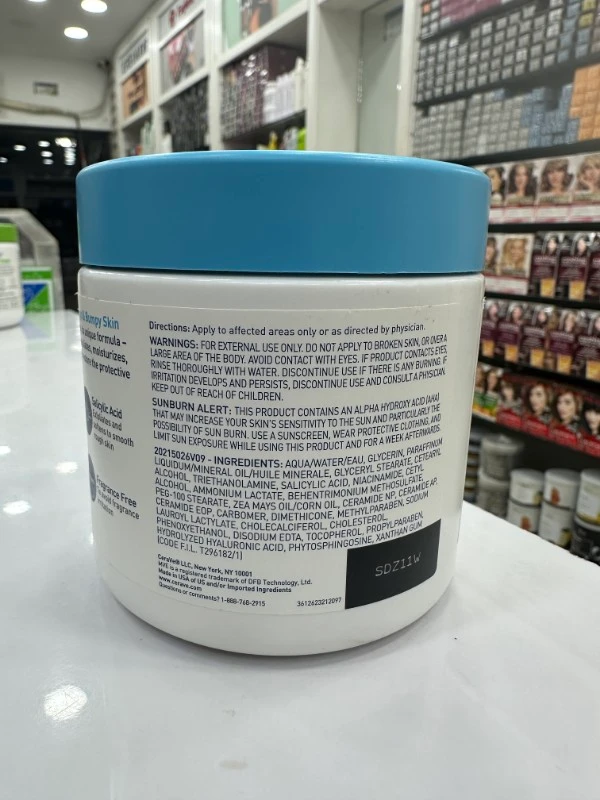 & Bumpy Skin
unique formula –
moisturizes,
the protective
Salicylic Acid
Exfoliates and
to smooth
rough skin
Fragrance Free
fragrance
Directions: Apply to affected areas only or as directed by physician.
WARNINGS: FOR EXTERNAL USE ONLY. DO NOT APPLY TO BROKEN SKIN, OR OVER A
LARGE AREA OF THE BODY. AVOID CONTACT WITH EYES. IF PRODUCT CONTACTS EYES,
RINSE THOROUGHLY WITH WATER. DISCONTINUE USE IF THERE IS ANY BURNING. IF
IRRITATION DEVELOPS AND PERSISTS, DISCONTINUE USE AND CONSULT A PHYSICIAN.
KEEP OUT OF REACH OF CHILDREN.
SUNBURN ALERT: THIS PRODUCT CONTAINS AN ALPHA HYDROXY ACID (AHA)
THAT MAY INCREASE YOUR SKIN'S SENSITIVITY TO THE SUN AND PARTICULARLY THE
POSSIBILITY OF SUN BURN. USE A SUNSCREEN, WEAR PROTECTIVE CLOTHING, AND
LIMIT SUN EXPOSURE WHILE USING THIS PRODUCT AND FOR A WEEK AFTERWARDS.
20215026V09 - INGREDIENTS: AQUA/WATER/EAU, GLYCERIN, PARAFFINUM
LIQUIDUM/MINERAL OIL/HUILE MINERALE, GLYCERYL STEARATE, CETEARYL
ALCOHOL, TRIETHANOLAMINE, SALICYLIC ACID, NIACINAMIDE, CETYL
ALCOHOL, AMMONIUM LACTATE, BEHENTRIMONIUM METHOSULFATE,
PEG-100 STEARATE, ZEA MAYS OIL/CORN OIL, CERAMIDE NP, CERAMIDE AP,
CERAMIDE EOP, CARBOMER, DIMETHICONE, METHYLPARABEN, SODIUM
LAUROYL LACTYLATE, CHOLECALCIFEROL, CHOLESTEROL,
PHENOXYETHANOL, DISODIUM EDTA, TOCOPHEROL, PROPYLPARABEN,
HYDROLYZED HYALURONIC ACID, PHYTOSPHINGOSINE, XANTHAN GUM
(CODE F.I.L. T296182/1)
CeraVe® LLC, New York, NY 10001
MVE is a registered trademark of DFB Technology, Ltd.
Made in USA of US and/or Imported Ingredients
www.cerave.com
Questions or comments? 1-888-768-2915
3612623212097
SDZ11W